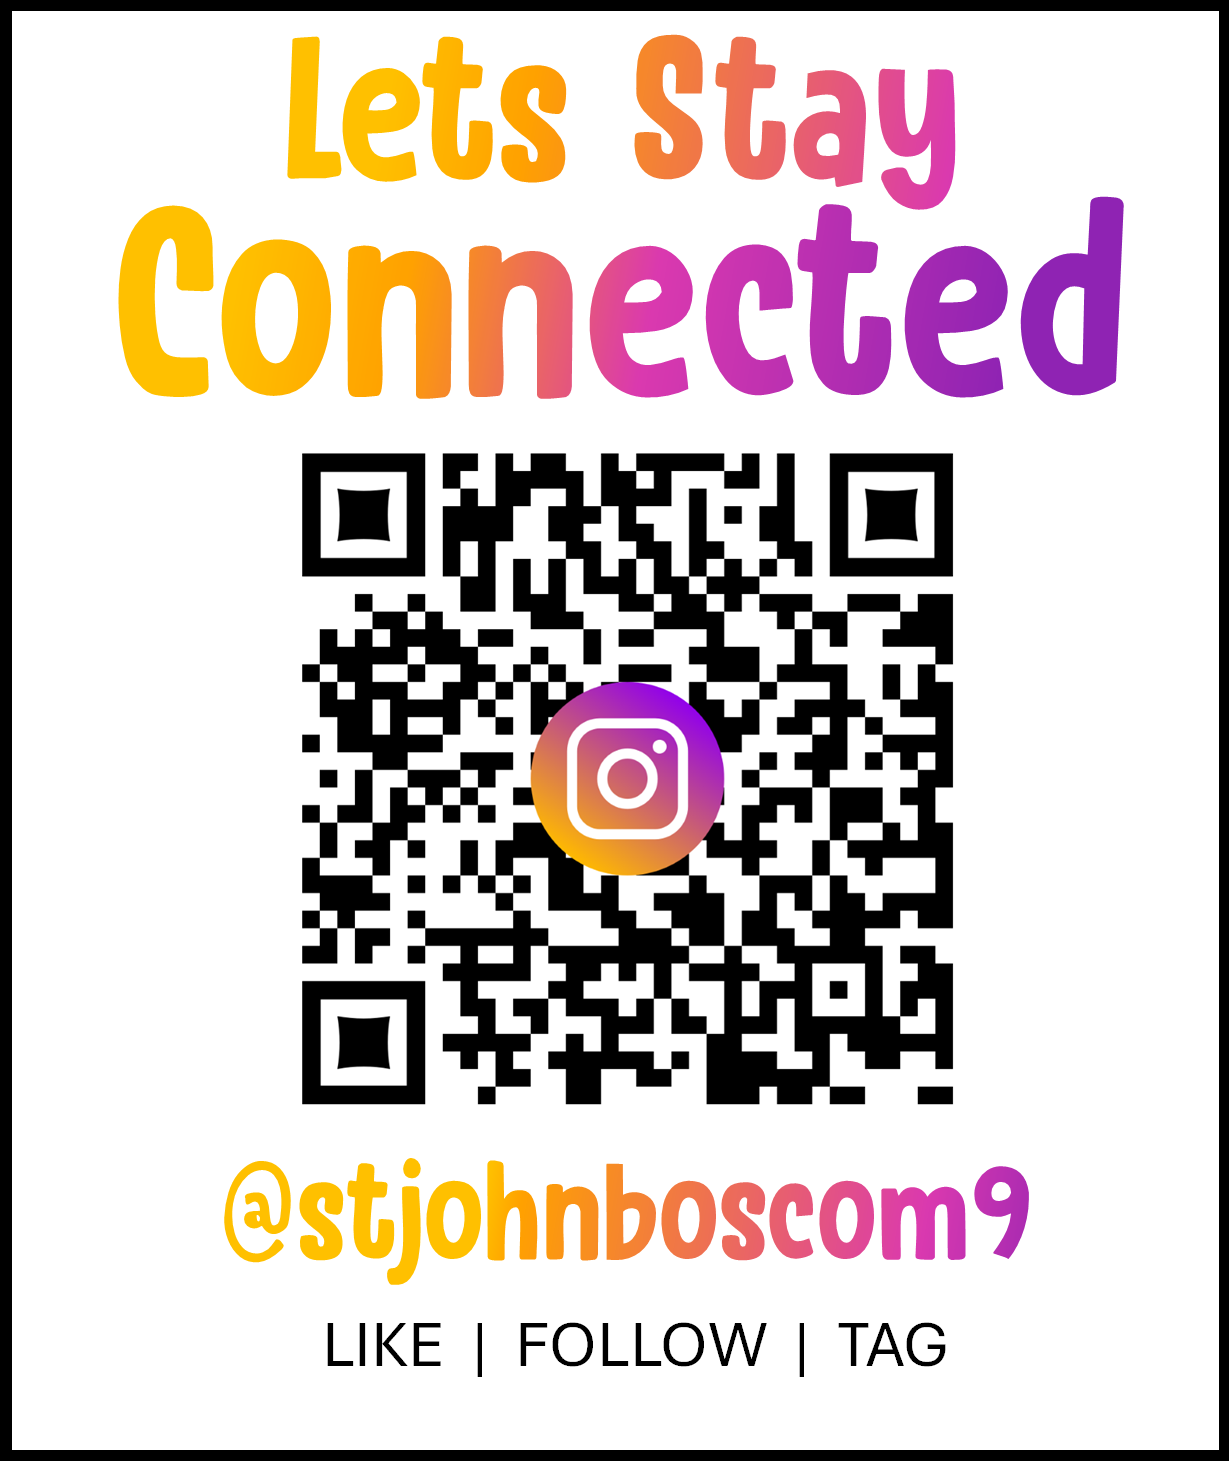 Lets Stay
Connected
@stjohnboscom9
LIKE | FOLLOW | TAG